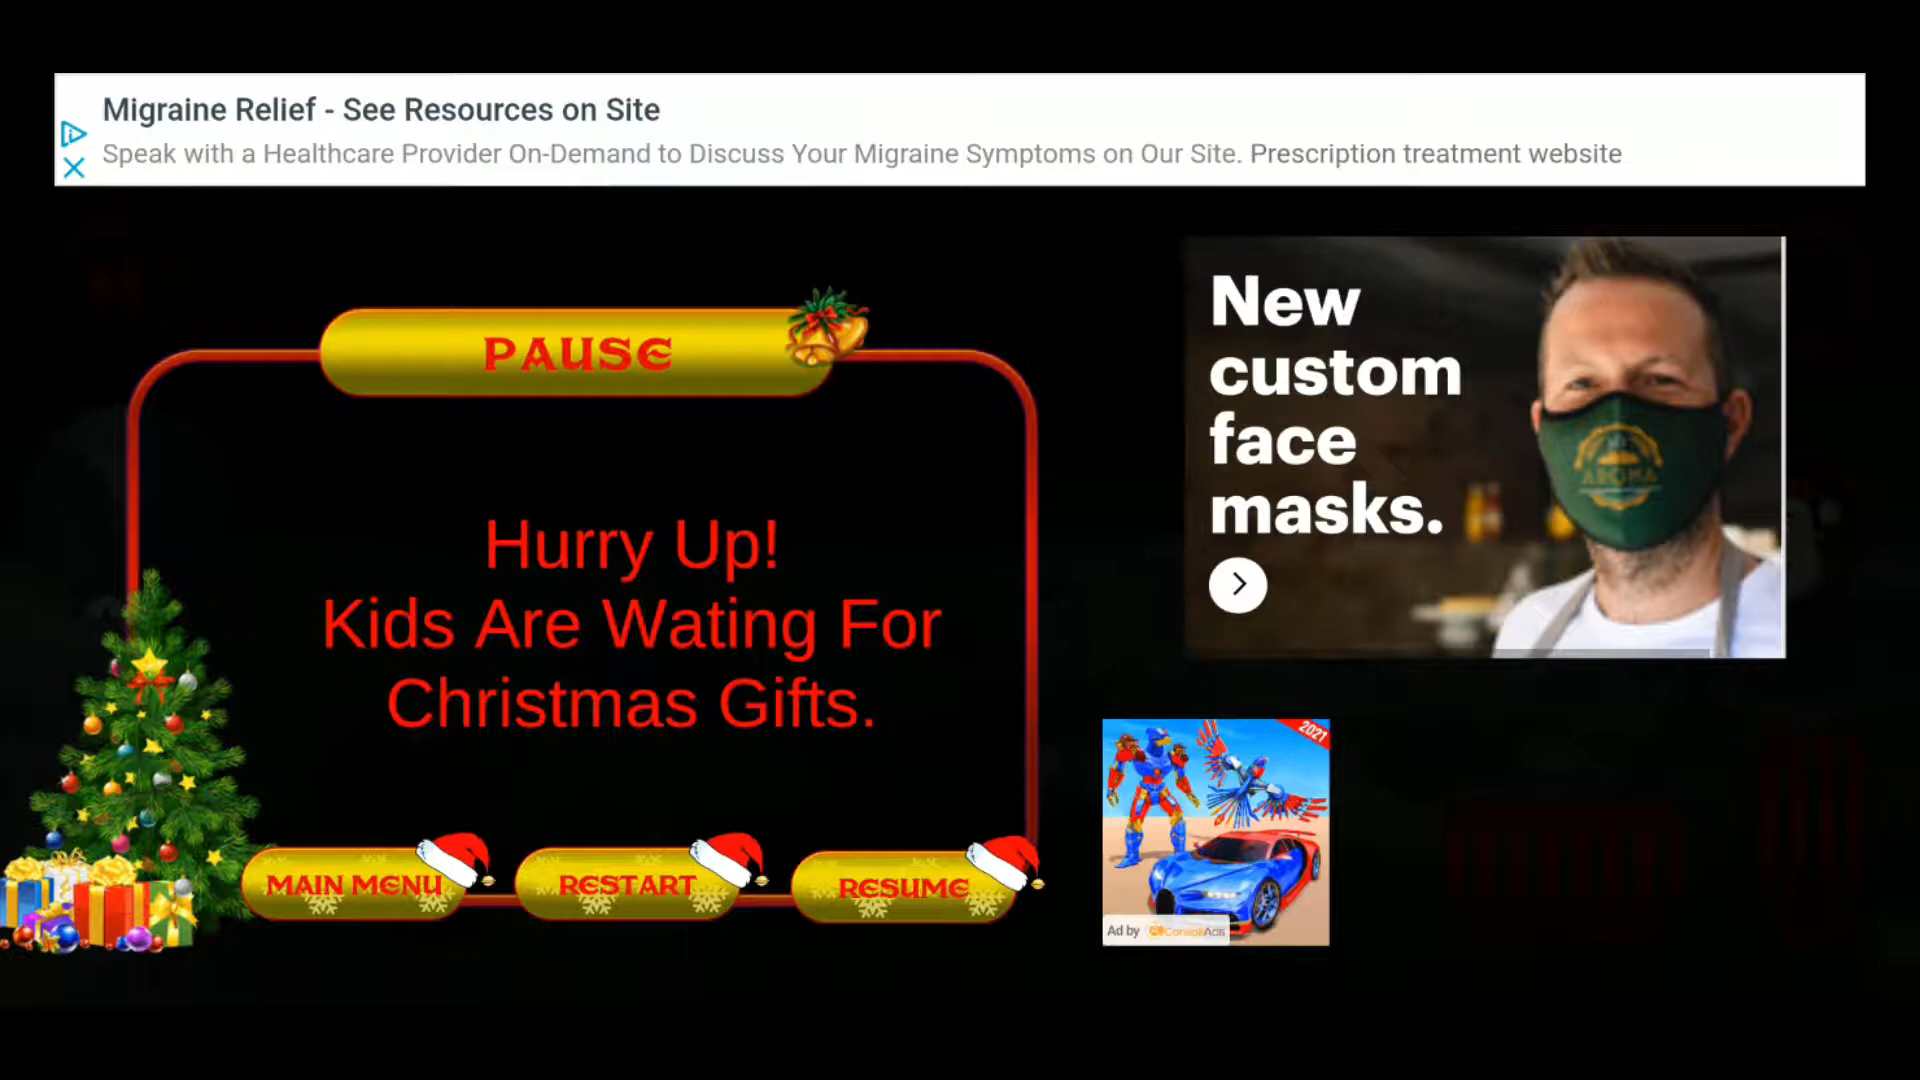 Migraine Relief - See Resources on Site
Speak with a Healthcare Provider On-Demand to Discuss Your Migraine Symptoms on Our Site. Prescription treatment website
PAUSE
Hurry Up!
Kids Are Wating For
Christmas Gifts.
MAIN MENU
RESTART
RESUME
New
custom
face
masks.
AROMA
2021
Ad by ConsoliAds